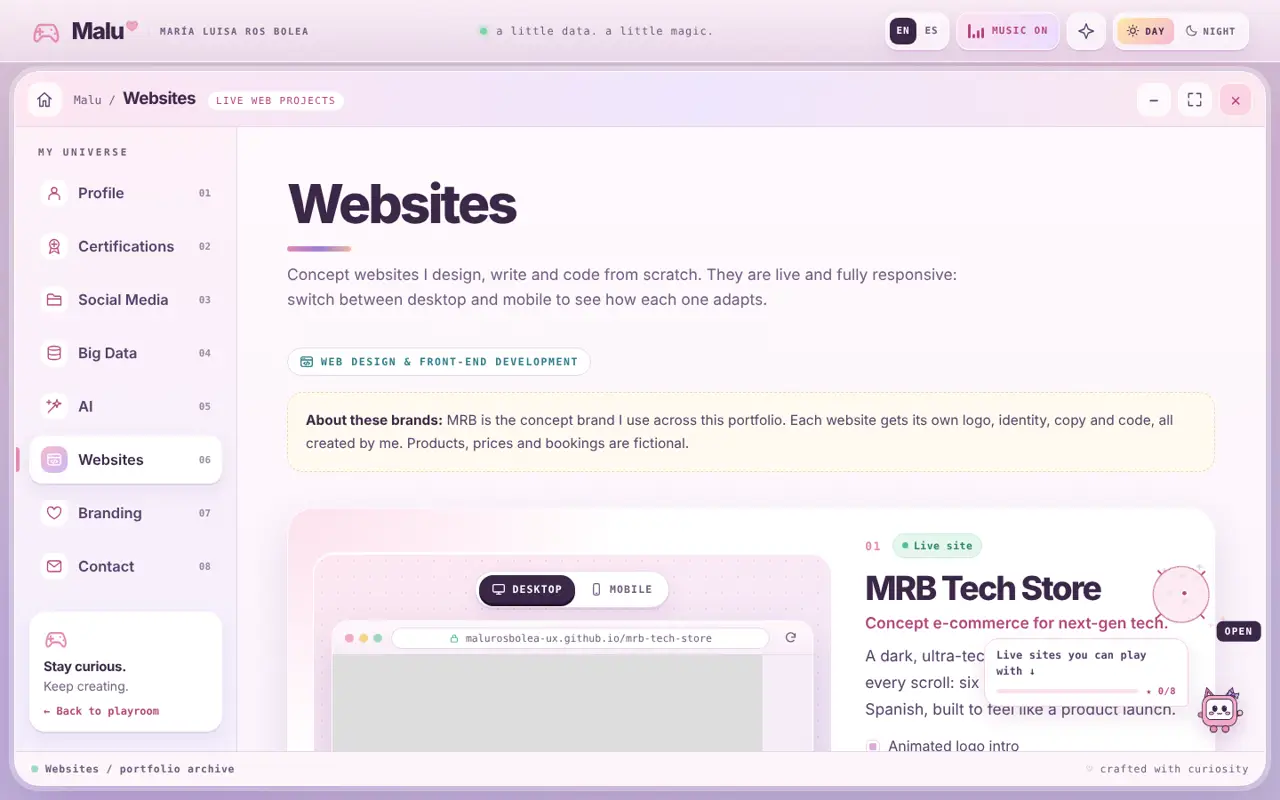 Malu
MARÍA LUISA ROS BOLEA
a little data. a little magic.
EN
ES
MUSIC ON
DAY
NIGHT
Malu / Websites
LIVE WEB PROJECTS
MY UNIVERSE
Profile 01
Certifications 02
Social Media 03
Big Data 04
AI 05
Websites 06
Branding 07
Contact 08
Stay curious.
Keep creating.
← Back to playroom
Websites
Concept websites I design, write and code from scratch. They are live and fully responsive:
switch between desktop and mobile to see how each one adapts.
WEB DESIGN & FRONT-END DEVELOPMENT
About these brands: MRB is the concept brand I use across this portfolio. Each website gets its own logo, identity, copy and code, all
created by me. Products, prices and bookings are fictional.
DESKTOP
MOBILE
malurosbolea-ux.github.io/mrb-tech-store
01
Live site
MRB Tech Store
Concept e-commerce for next-gen tech.
A dark, ultra-tec
every scroll: six
Spanish, built to feel like a product launch.
Animated logo intro
Live sites you can play
with ↓
0/8
OPEN
Websites / portfolio archive
crafted with curiosity